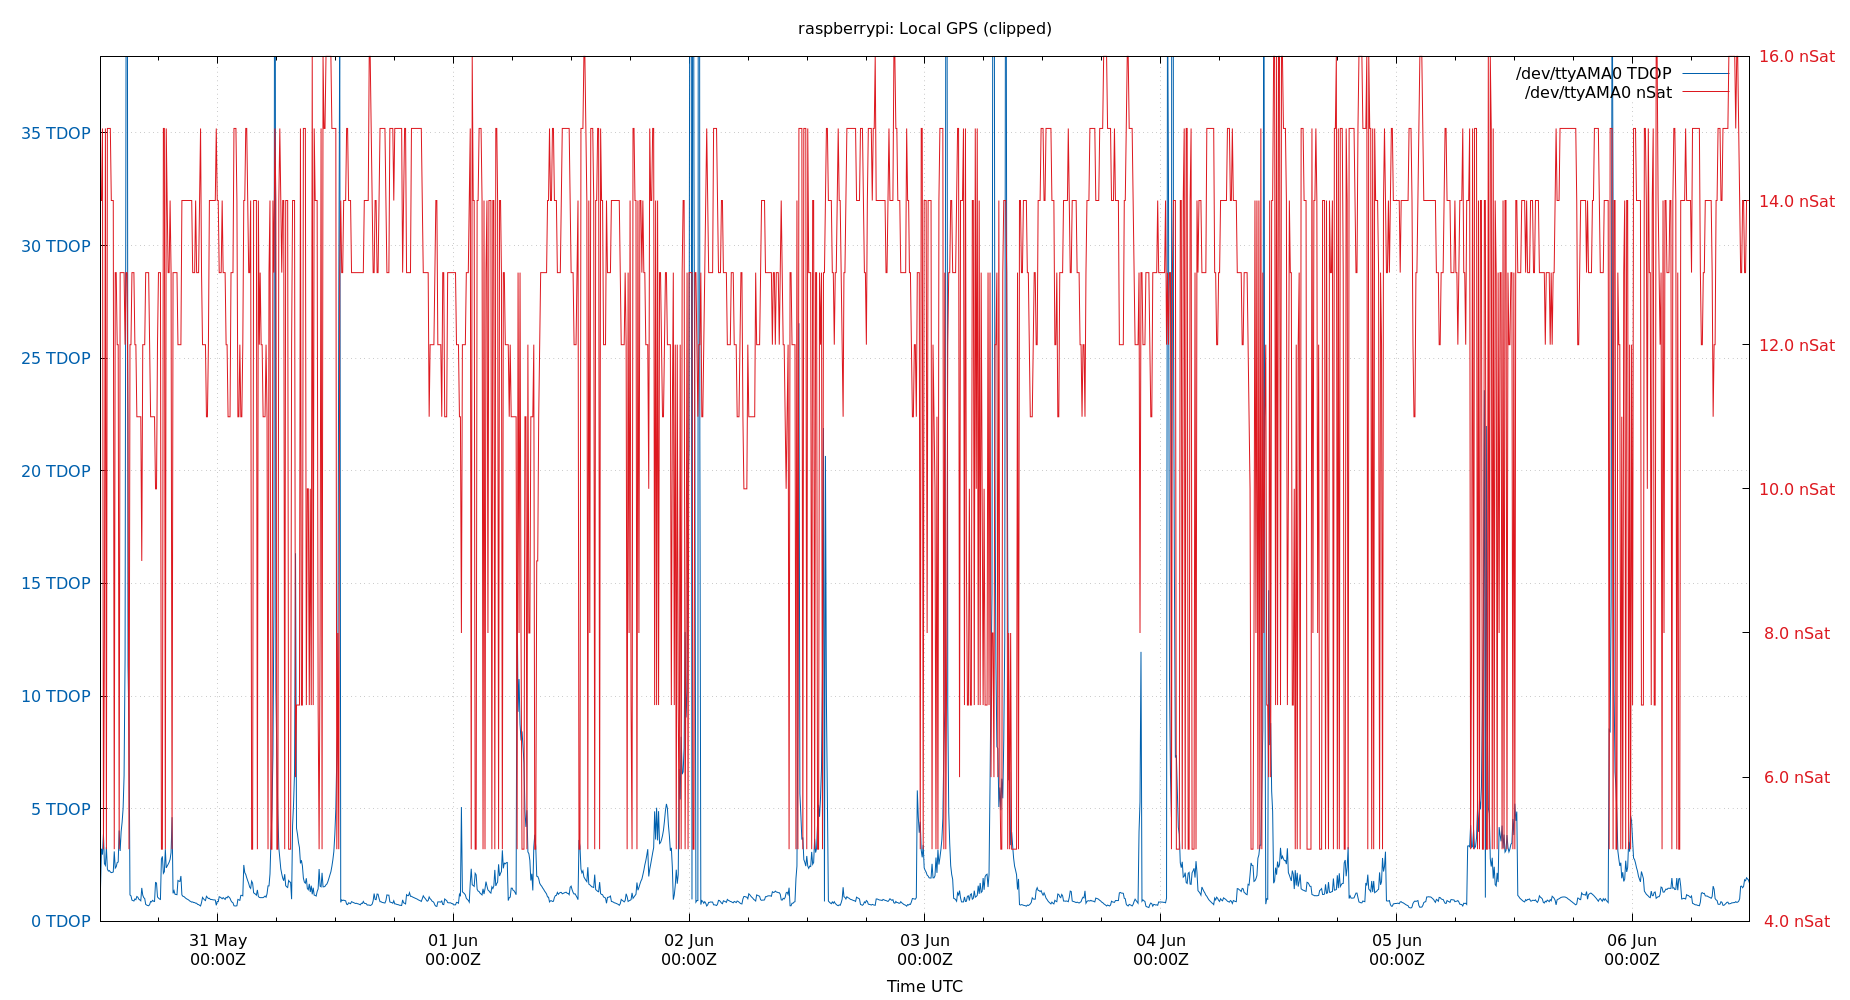 raspberrypi: Local GPS (clipped)
/dev/ttyAMA0 TDOP
/dev/ttyAMA0 nSat
35 TDOP
30 TDOP
25 TDOP
20 TDOP
15 TDOP
10 TDOP
5 TDOP
0 TDOP
16.0 nSat
14.0 nSat
12.0 nSat
10.0 nSat
8.0 nSat
6.0 nSat
4.0 nSat
31 May
00:00Z
01 Jun
00:00Z
02 Jun
00:00Z
03 Jun
00:00Z
04 Jun
00:00Z
05 Jun
00:00Z
06 Jun
00:00Z
Time UTC